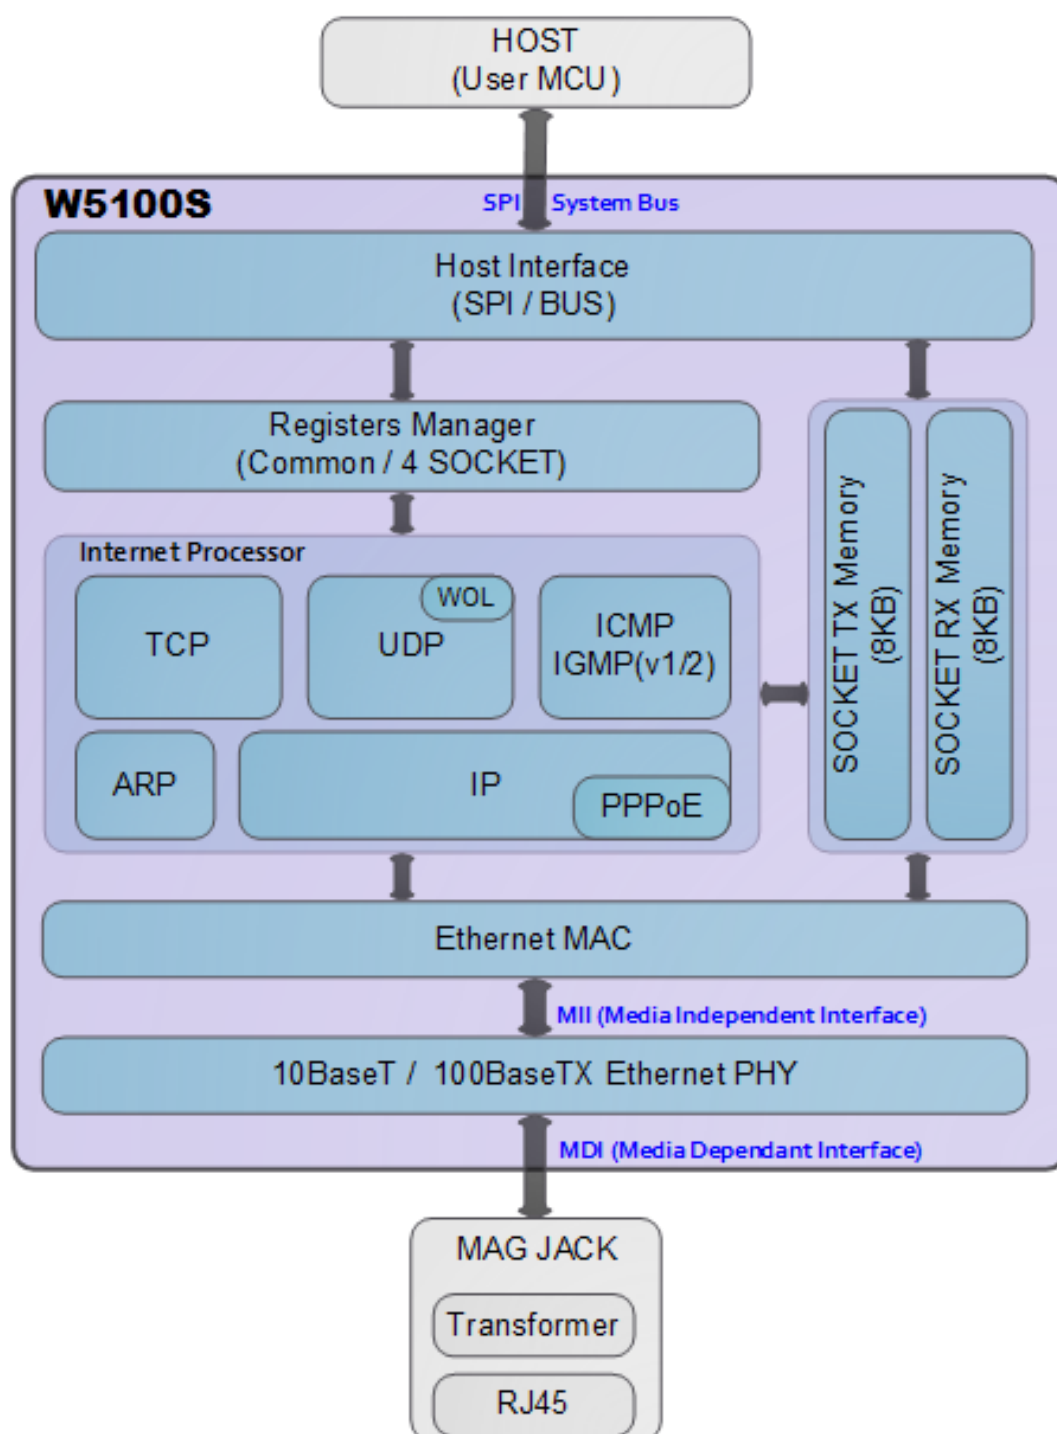 HOST
(User MCU)
W5100S
SPI
System Bus
Host Interface
(SPI / BUS)
Registers Manager
(Common / 4 SOCKET)
Internet Processor
TCP
UDP
WOL
ICMP
IGMP(v1/2)
ARP
IP
PPPoE
SOCKET TX Memory
(8KB)
SOCKET RX Memory
(8KB)
Ethernet MAC
MII (Media Independent Interface)
10BaseT / 100BaseTX Ethernet PHY
MDI (Media Dependant Interface)
MAG JACK
Transformer
RJ45